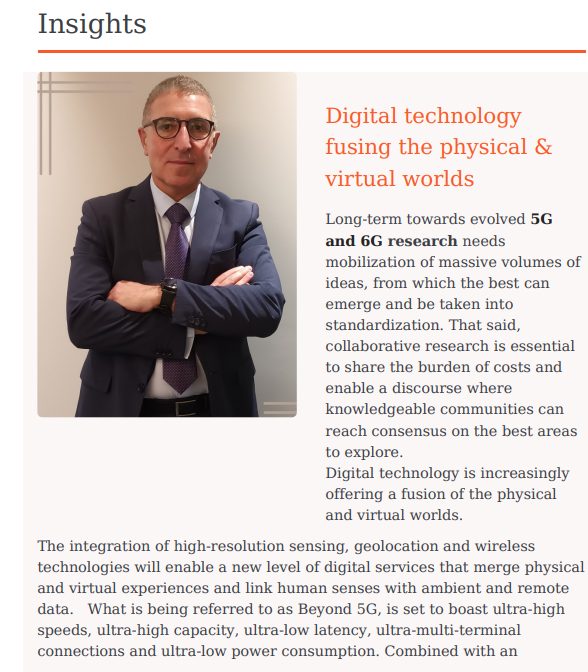 Insights
Digital technology
fusing the physical &
virtual worlds
Long-term towards evolved 5G
and 6G research needs
mobilization of massive volumes of
ideas, from which the best can
emerge and be taken into
standardization. That said,
collaborative research is essential
to share the burden of costs and
enable a discourse where
knowledgeable communities can
reach consensus on the best areas
to explore.
Digital technology is increasingly
offering a fusion of the physical
and virtual worlds.
The integration of high-resolution sensing, geolocation and wireless
technologies will enable a new level of digital services that merge physical
and virtual experiences and link human senses with ambient and remote
data.   What is being referred to as Beyond 5G, is set to boast ultra-high
speeds, ultra-high capacity, ultra-low latency, ultra-multi-terminal
connections and ultra-low power consumption. Combined with an